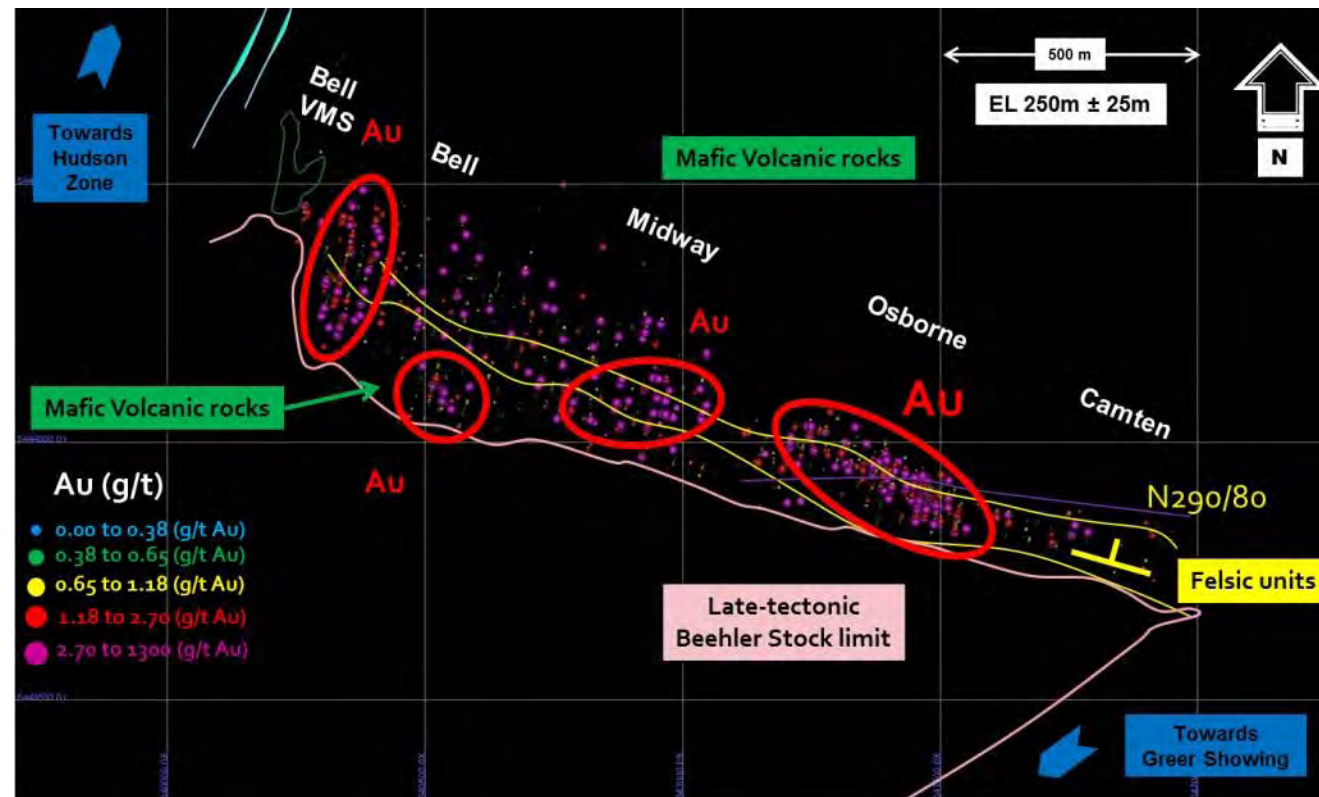 Bell
VMS
Au
Bell
500 m
EL 250m ± 25m
N
Towards
Hudson
Zone
Mafic Volcanic rocks
Midway
Osborne
Au
Au
Camten
Mafic Volcanic rocks
Au
N290/80
Felsic units
Au (g/t)
0.00 to 0.38 (g/t Au)
0.38 to 0.65 (g/t Au)
0.65 to 1.18 (g/t Au)
1.18 to 2.70 (g/t Au)
2.70 to 1300 (g/t Au)
Late-tectonic
Beehler Stock limit
Towards
Greer Showing